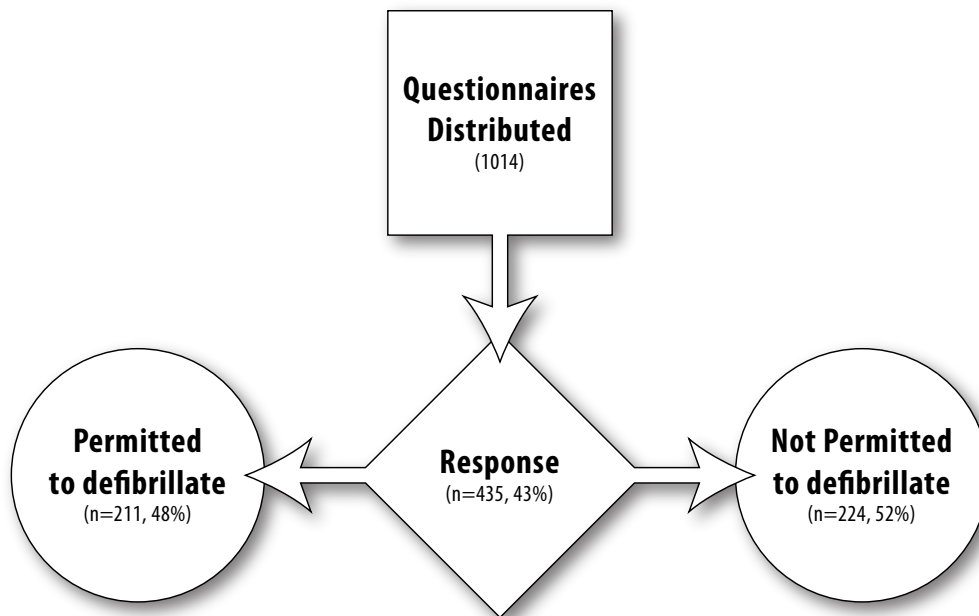 Questionnaires
Distributed
(1014)
Permitted
to defibrillate
(n=211, 48%)
Response
(n=435, 43%)
Not Permitted
to defibrillate
(n=224, 52%)